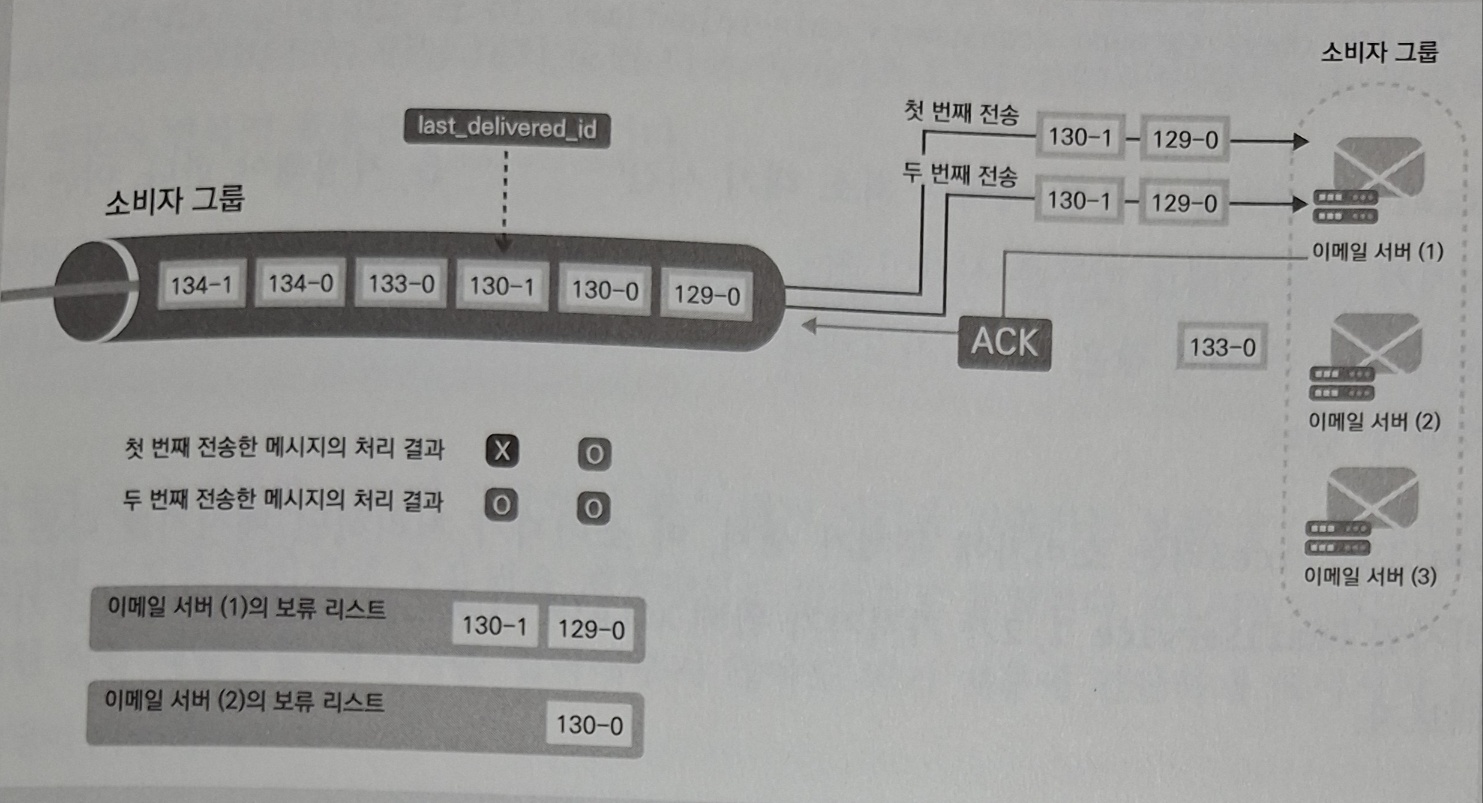 소비자 그룹
last_delivered_id
첫 번째 전송
130-1 129-0
두 번째 전송
130-1 129-0
소비자 그룹
134-1 134-0 133-0 130-1 130-0 129-0
이메일 서버 (1)
ACK
133-0
이메일 서버 (2)
첫 번째 전송한 메시지의 처리 결과 X O
두 번째 전송한 메시지의 처리 결과 O O
이메일 서버 (3)
이메일 서버 (1)의 보류 리스트 130-1 129-0
이메일 서버 (2)의 보류 리스트 130-0